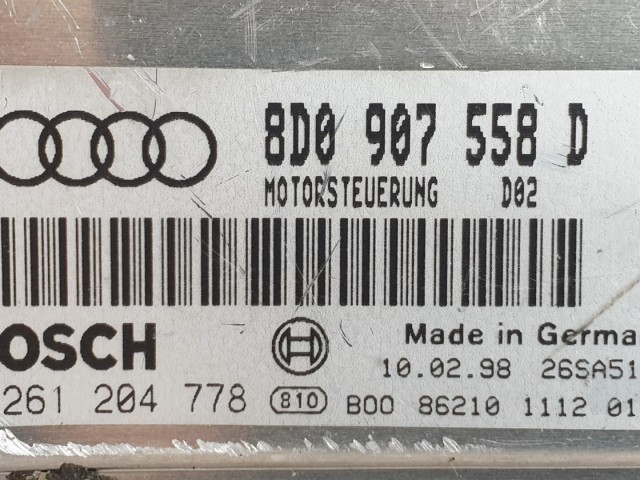 8D0 907 558 D
MOTORSTEUERUNG D02
OSCH
Made in Germa
10.02.98 26SA51
261 204 778 810 B00 86210 1112 01